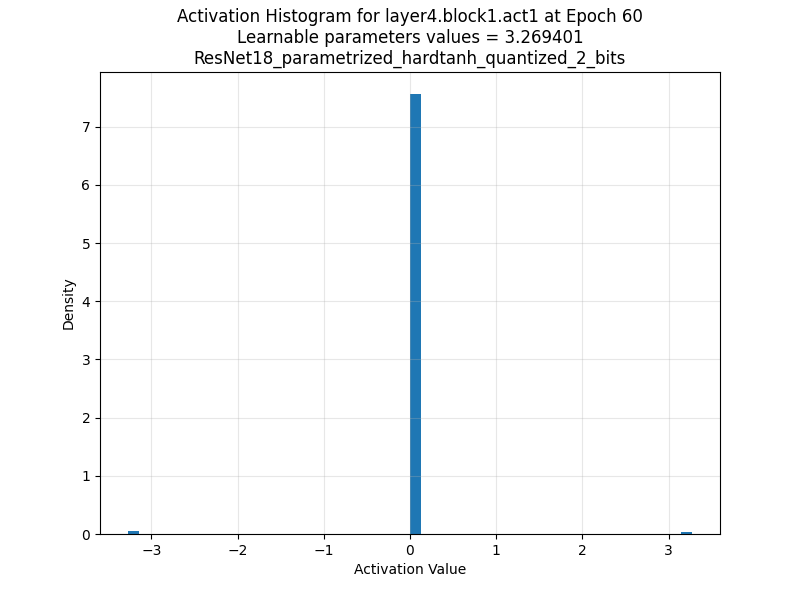 Activation Histogram for layer4.block1.act1 at Epoch 60
Learnable parameters values = 3.269401
ResNet18_parametrized_hardtanh_quantized_2_bits
Density
7
6
5
4
3
2
1
0
−3 −2 −1 0 1 2 3
Activation Value